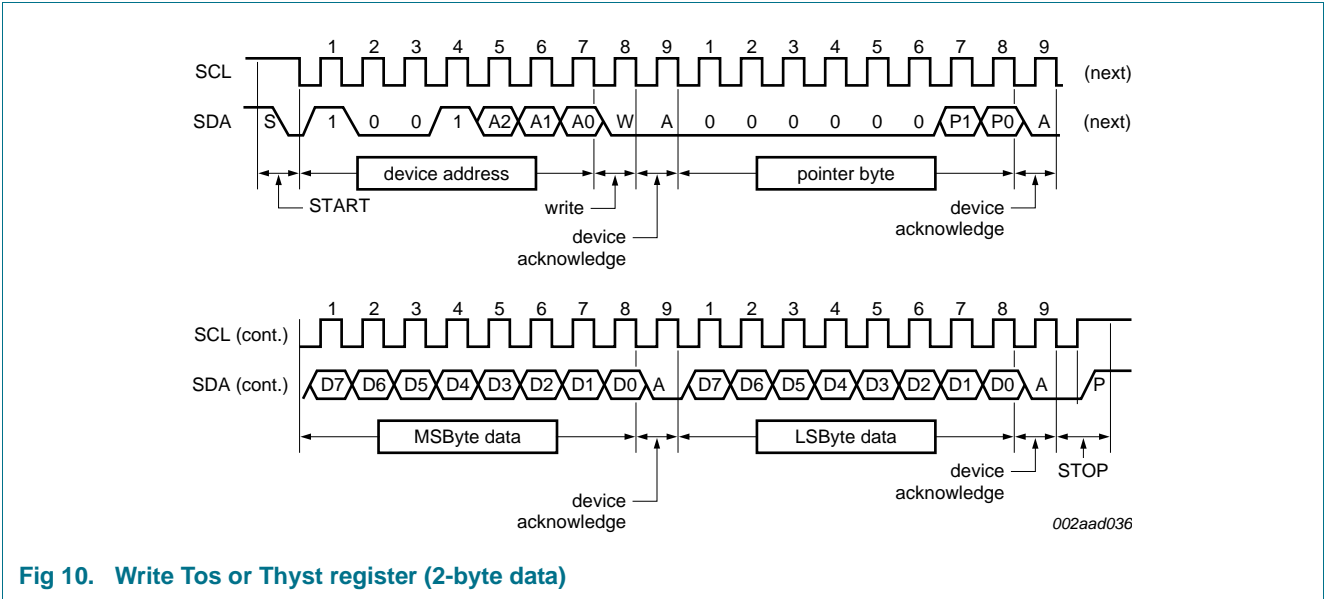 1 2 3 4 5 6 7 8 9 1 2 3 4 5 6 7 8 9
SCL (next)
SDA S 1 0 0 1 A2 A1 A0 W A 0 0 0 0 0 0 P1 P0 A (next)
device address pointer byte
START write device
device acknowledge
acknowledge
1 2 3 4 5 6 7 8 9 1 2 3 4 5 6 7 8 9
SCL (cont.)
SDA (cont.) D7 D6 D5 D4 D3 D2 D1 D0 A D7 D6 D5 D4 D3 D2 D1 D0 A P
MSByte data LSByte data
device STOP
device acknowledge
acknowledge 002aad036
Fig 10. Write Tos or Thyst register (2-byte data)